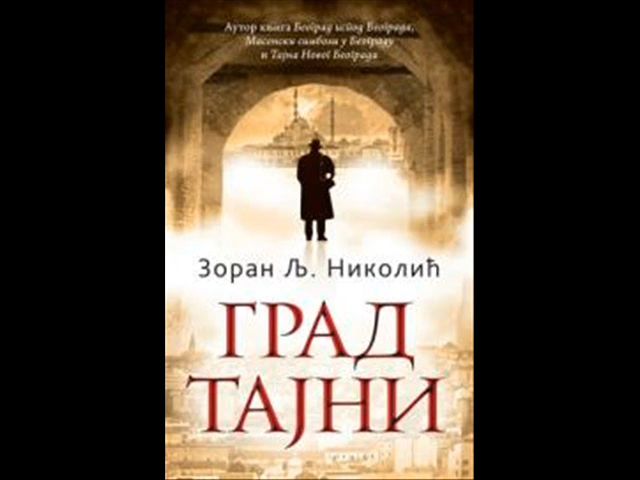 Аутор књига Београд испод Београда,
Масонски симболи у Београду
и Тајна Новог Београда
Зоран Љ. Николић
ГРАД
ТАЈНИ